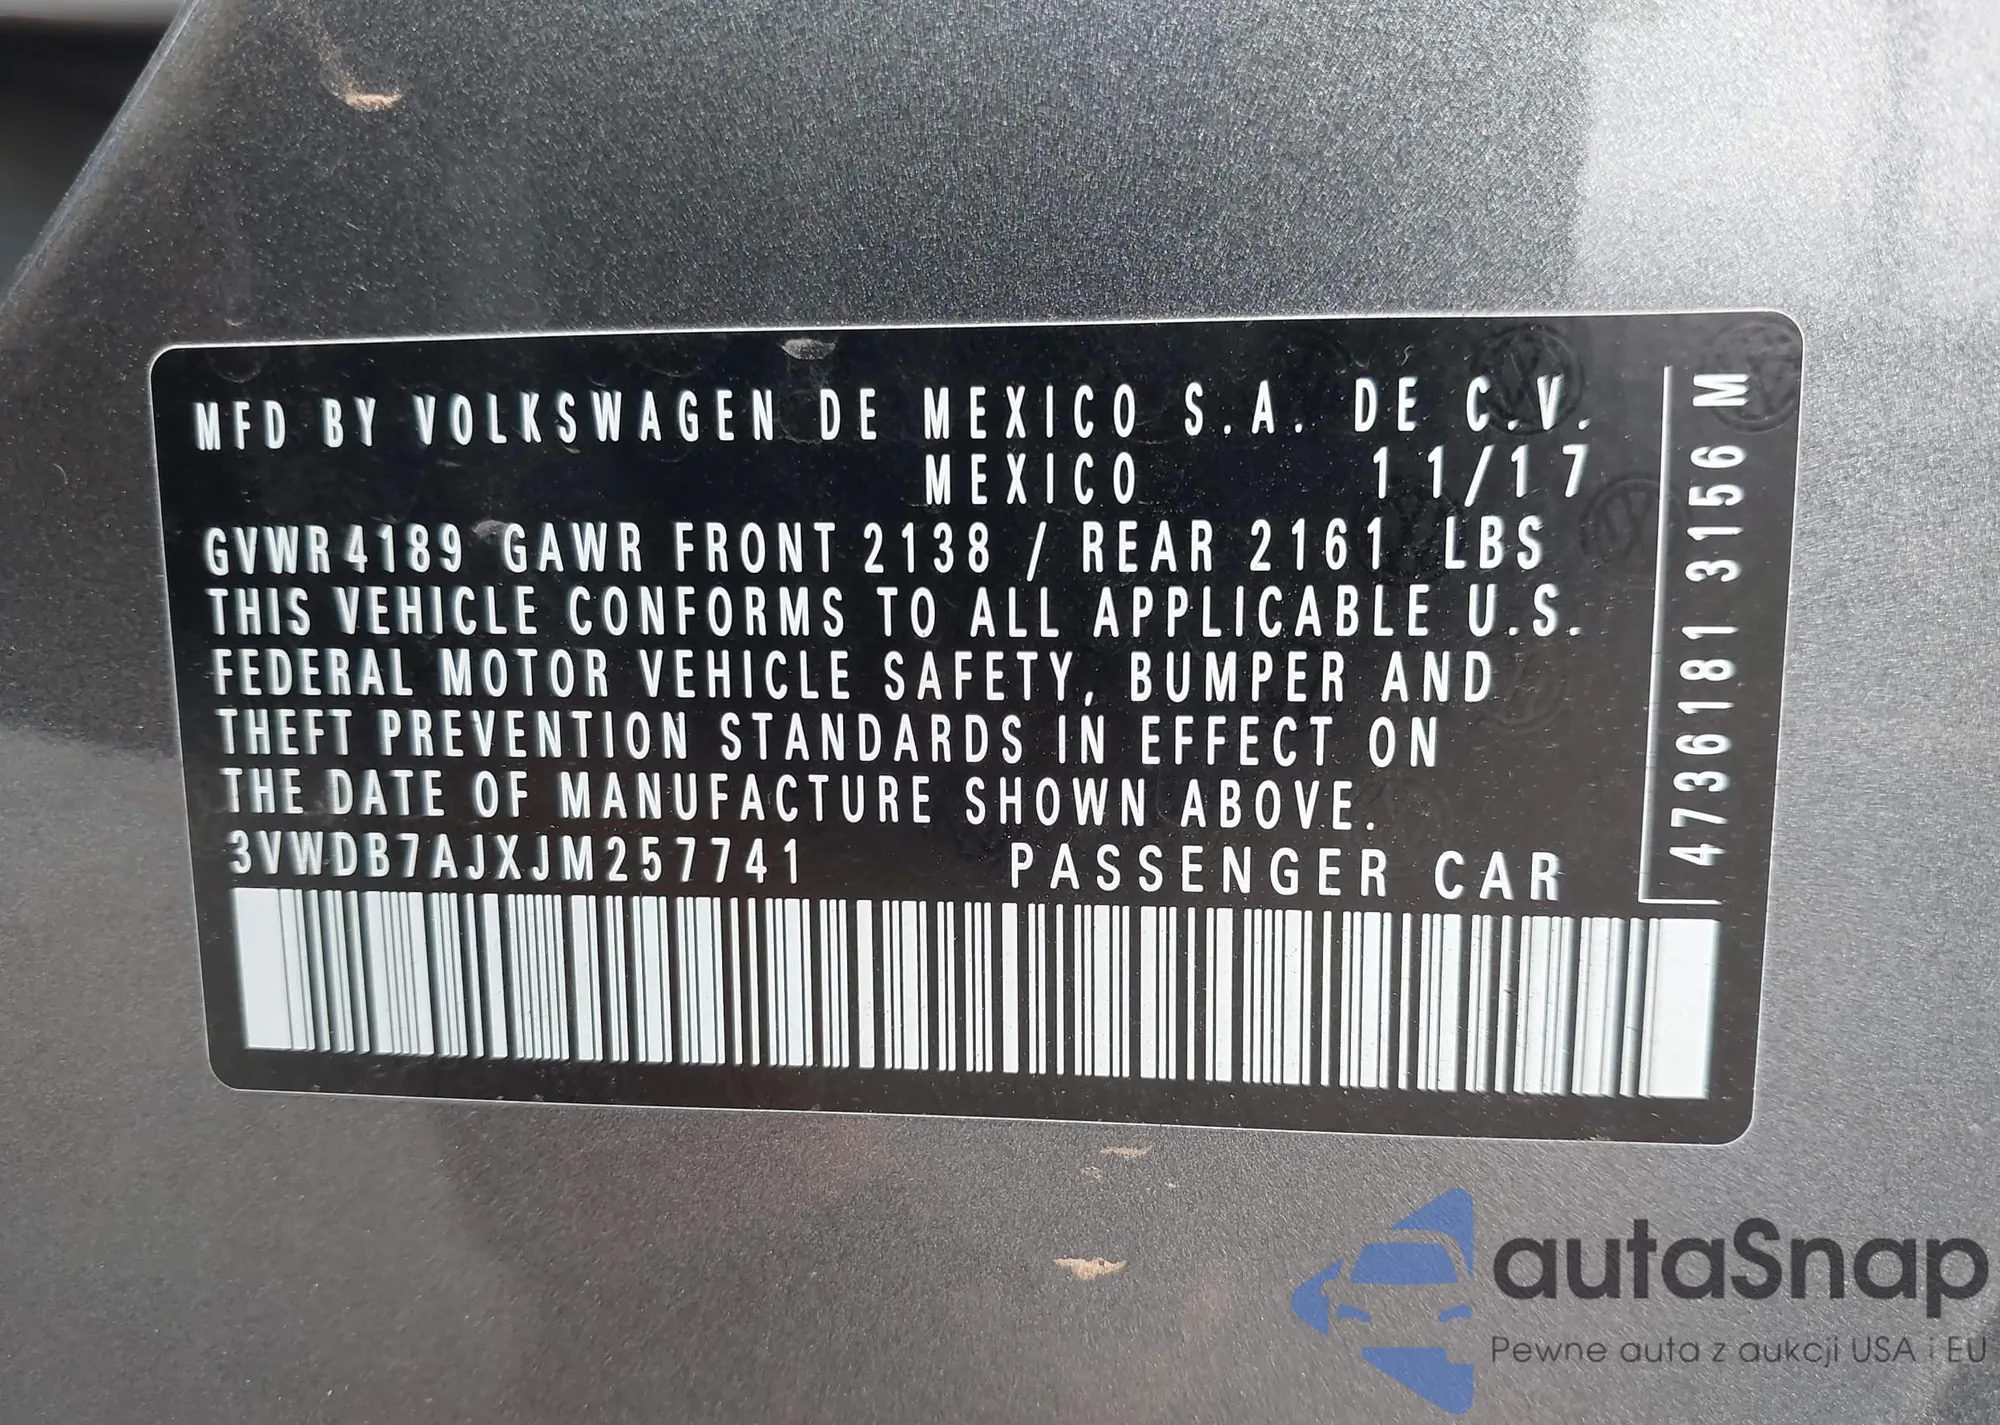 MFD BY VOLKSWAGEN DE MEXICO S.A. DE C.V.
MEXICO 11/17
GVWR 4189 GAWR FRONT 2138 / REAR 2161 LBS
THIS VEHICLE CONFORMS TO ALL APPLICABLE U.S.
FEDERAL MOTOR VEHICLE SAFETY, BUMPER AND
THEFT PREVENTION STANDARDS IN EFFECT ON
THE DATE OF MANUFACTURE SHOWN ABOVE.
3VWDB7AJXJM257741 PASSENGER CAR
4736181 3156 M
autaSnap
Pewne auta z aukcji USA i EU